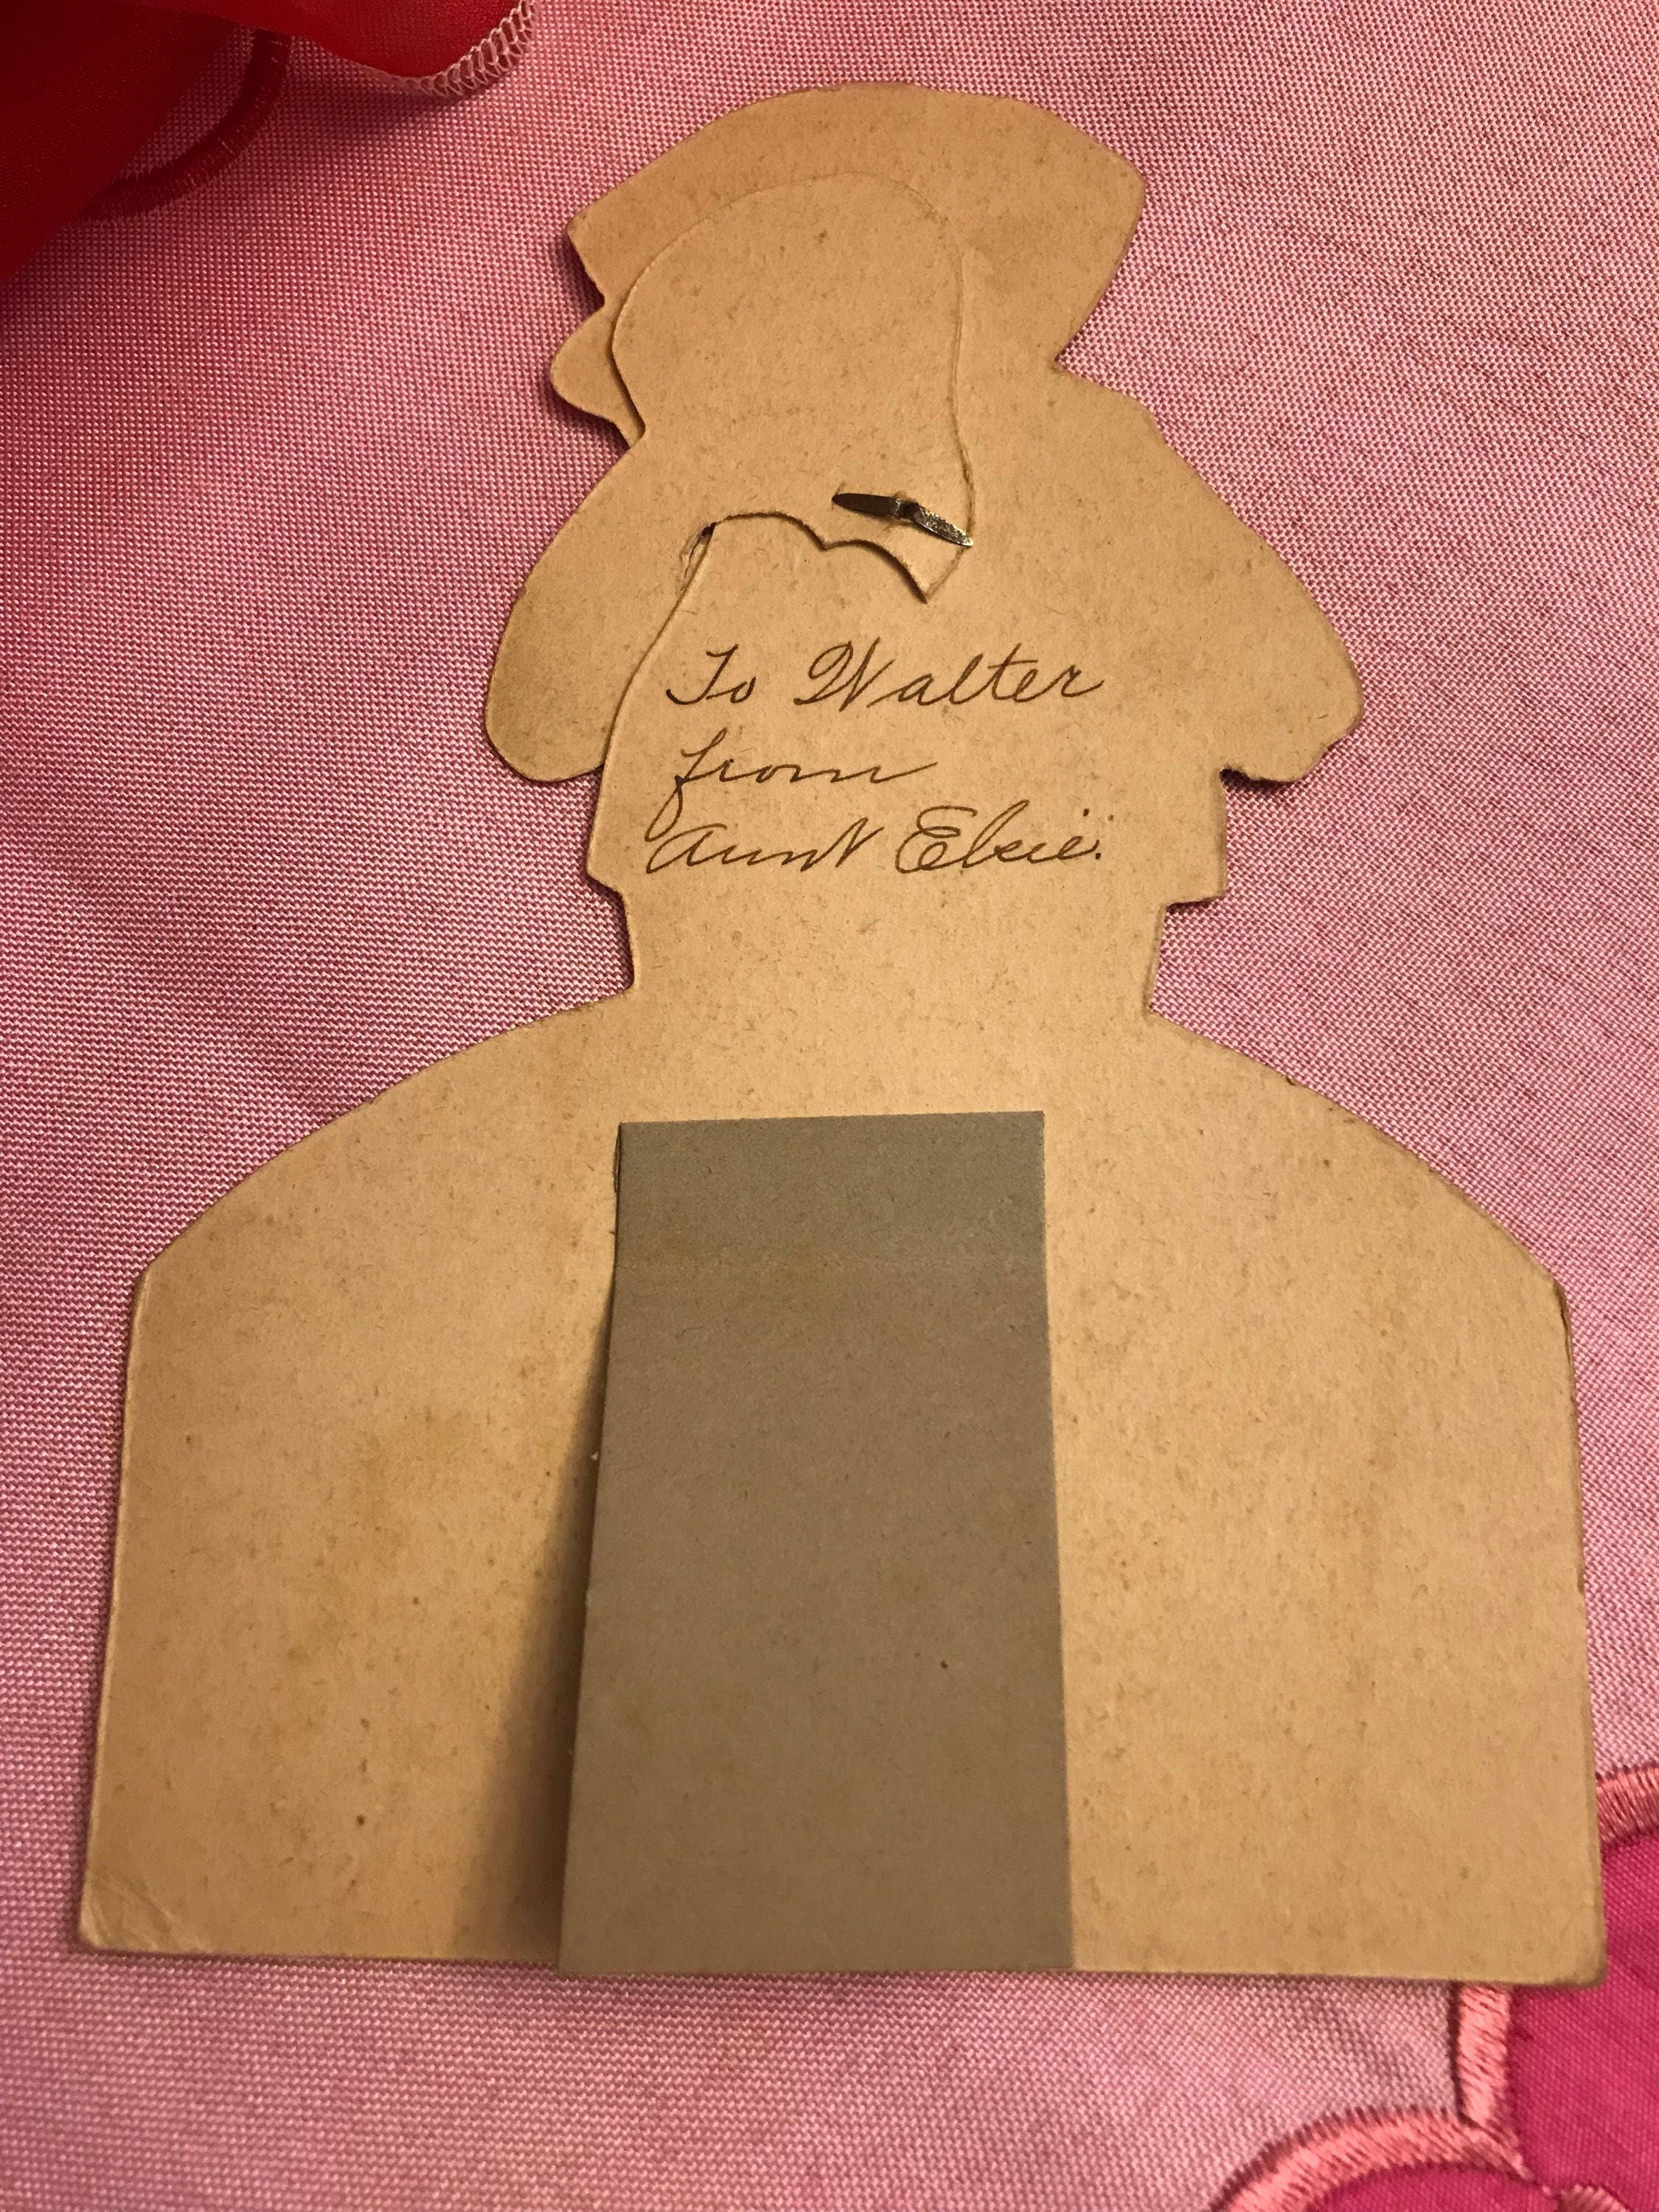 To Walter
from
Aunt Elsie.